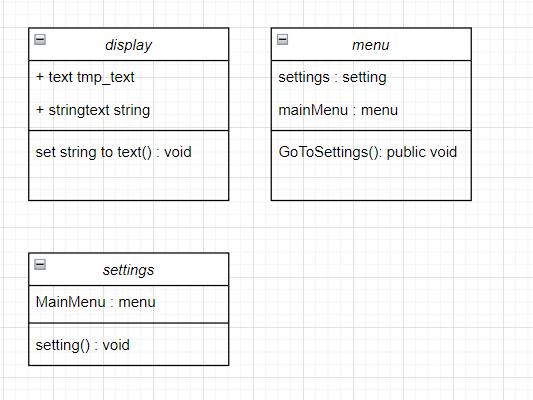 display
+ text tmp_text
+ stringtext string
set string to text() : void
menu
settings : setting
mainMenu : menu
GoToSettings(): public void
settings
MainMenu : menu
setting() : void